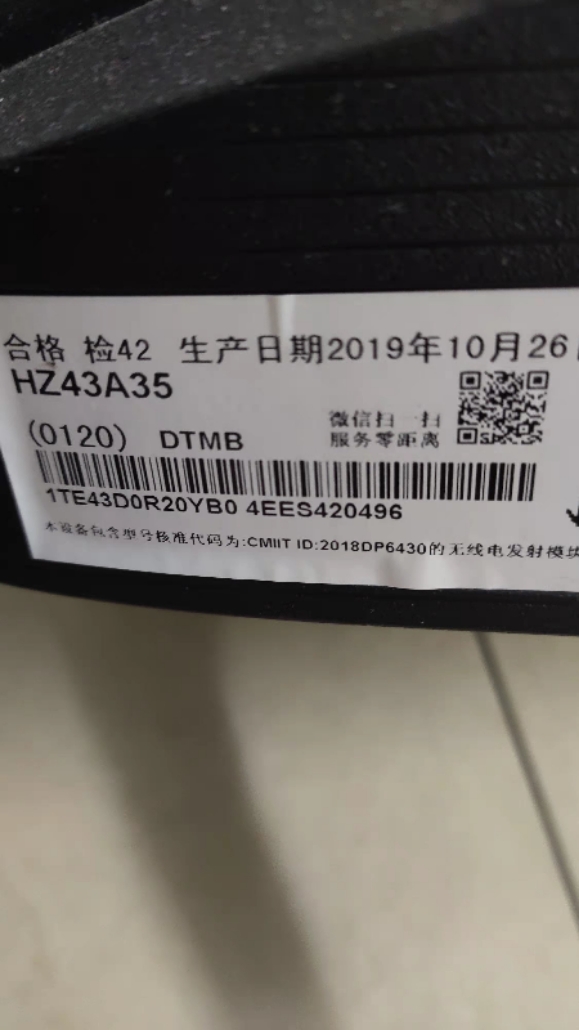 合格 检42 生产日期2019年10月26
HZ43A35
微信扫一扫
(0120) DTMB 服务零距离
1TE43D0R20YB0 4EES420496
本设备包含型号核准代码为:CMIIT ID:2018DP6430的无线电发射模块